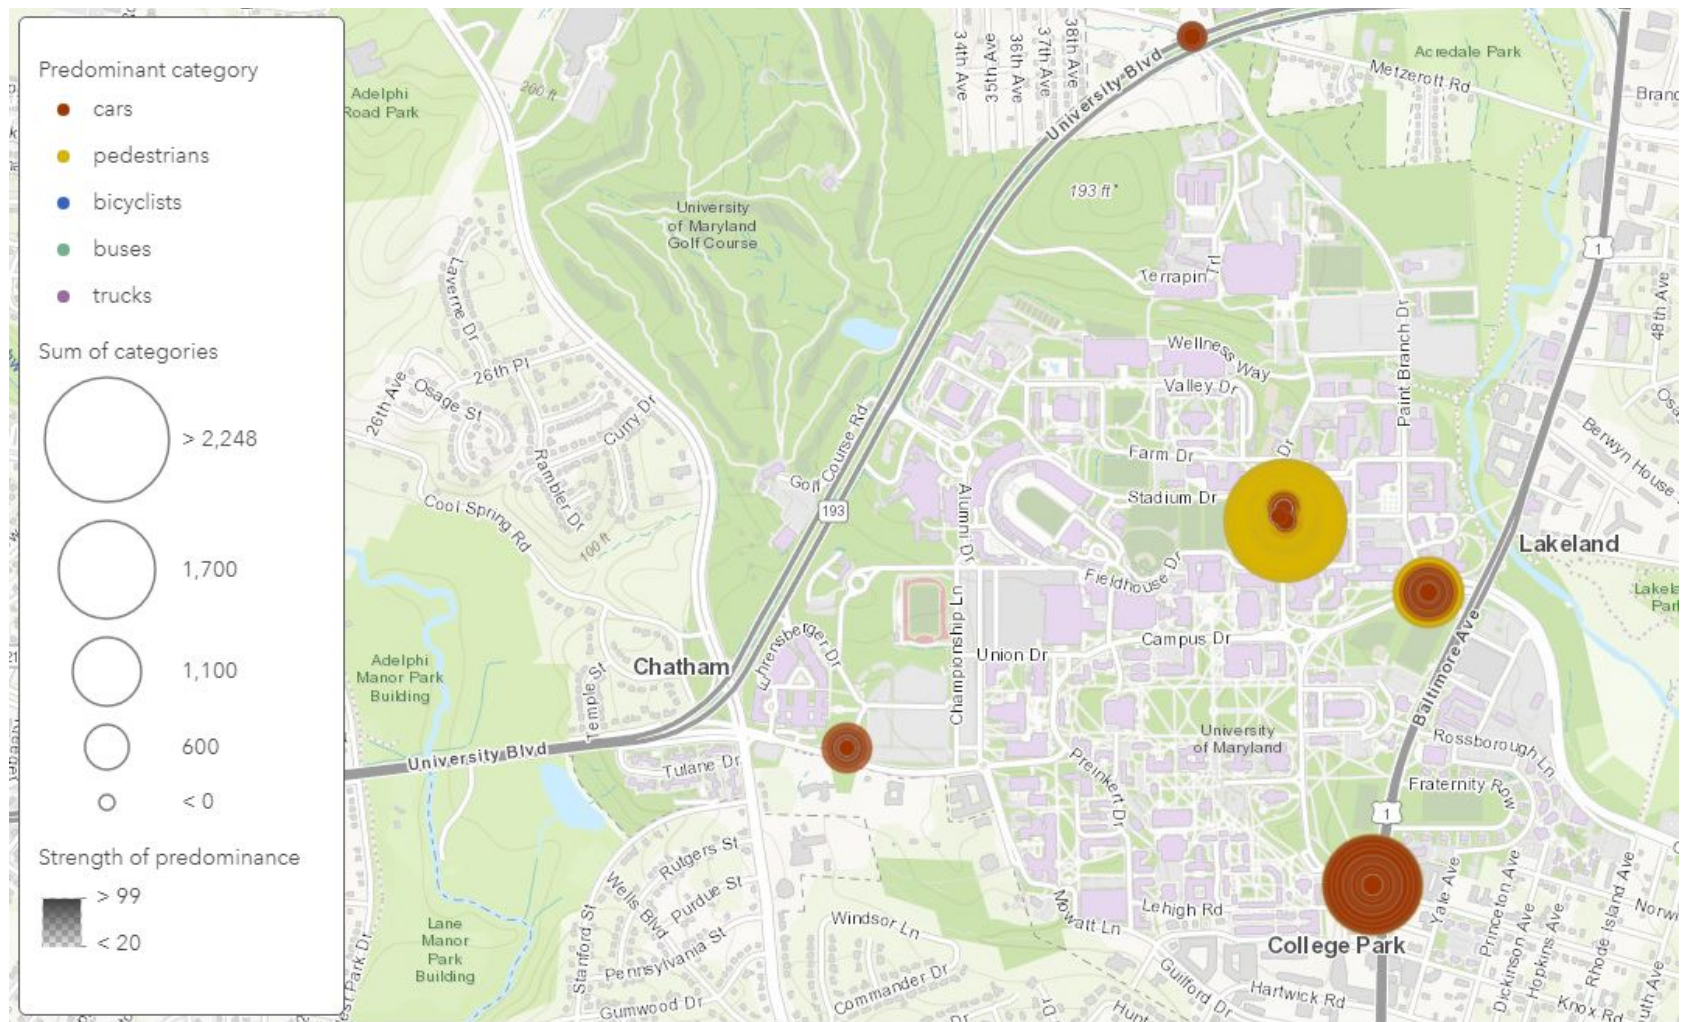 Predominant category
cars
pedestrians
bicyclists
buses
trucks
Sum of categories
> 2,248
1,700
1,100
600
< 0
Strength of predominance
> 99
< 20
Adelphi
Road Park
200 ft
34th Ave
35th Ave
36th Ave
37th Ave
38th Ave
University Blvd
Acredale Park
Metzerott Rd
193 ft
University
of Maryland
Golf Course
Laverne Dr
26th Pl
26th Ave
Osage St
Curry Dr
Rambler Dr
Cool Spring Rd
100 ft
Golf Course Rd
193
Terrapin Trl
Wellness Way
Valley Dr
Paint Branch Dr
1
48th Ave
Berwyn House
Farm Dr
Dr
Stadium Dr
Alumni Dr
Fieldhouse Dr
Lakeland
Campus Dr
Union Dr
Championship Ln
Ehrensberger Dr
Chatham
Adelphi
Manor Park
Building
Temple St
University Blvd
Tulane Dr
University
of Maryland
Baltimore Ave
Rossborough Ln
Fraternity Row
1
Preinkert Dr
Rutgers St
Wells Blvd
Purdue St
Stanford St
Pennsylvania St
Gumwood Dr
Windsor Ln
Commander Dr
Mowatt Ln
Lehigh Rd
College Park
Guilford Dr
Hartwick Rd
Yale Ave
Princeton Ave
Dickinson Ave
Hopkins Ave
Rhode Island Ave
Knox Rd
Lane
Manor
Park
Building